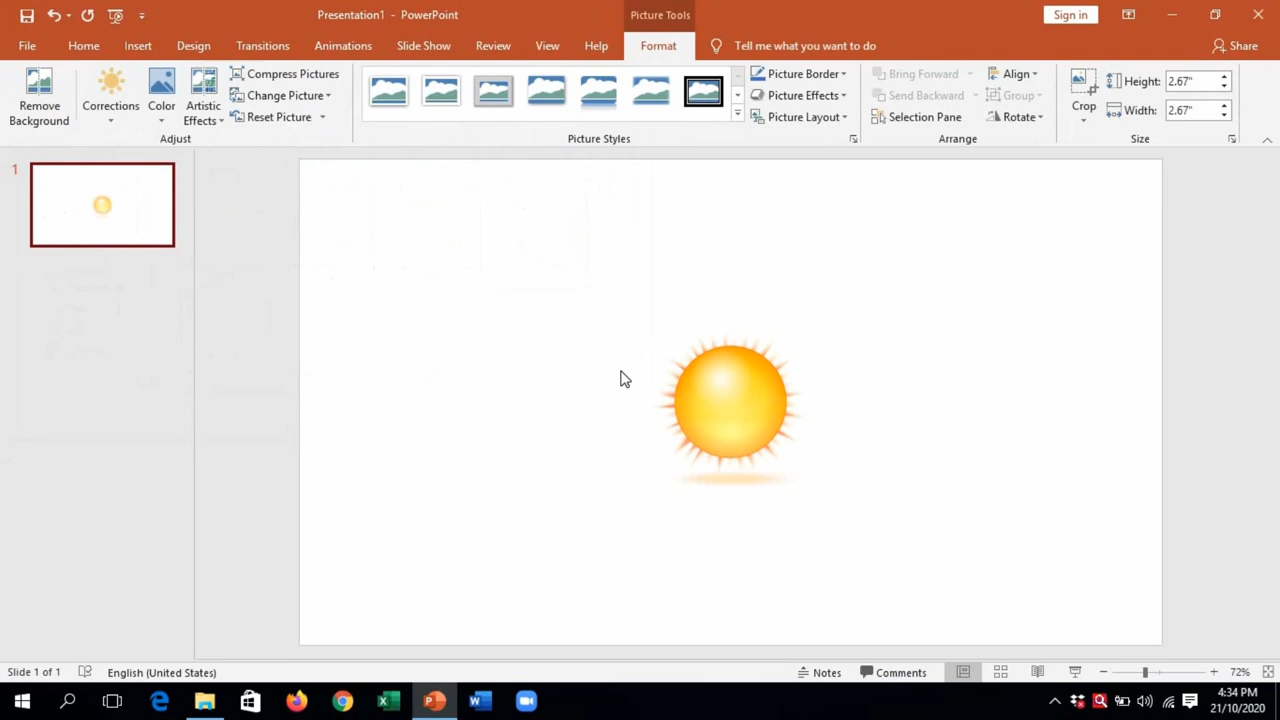 Presentation1 - PowerPoint
Picture Tools
Sign in
File
Home
Insert
Design
Transitions
Animations
Slide Show
Review
View
Help
Format
Tell me what you want to do
Share
Remove Background
Corrections
Color
Artistic Effects
Compress Pictures
Change Picture
Reset Picture
Adjust
Picture Styles
Picture Border
Picture Effects
Picture Layout
Bring Forward
Send Backward
Selection Pane
Align
Group
Rotate
Arrange
Crop
Height: 2.67"
Width: 2.67"
Size
1
Slide 1 of 1
English (United States)
Notes
Comments
72%
4:34 PM
21/10/2020